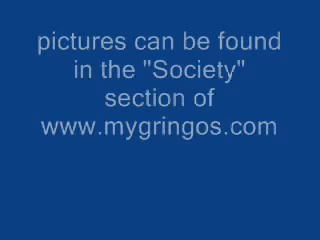 pictures can be found
in the "Society"
section of
www.mygringos.com